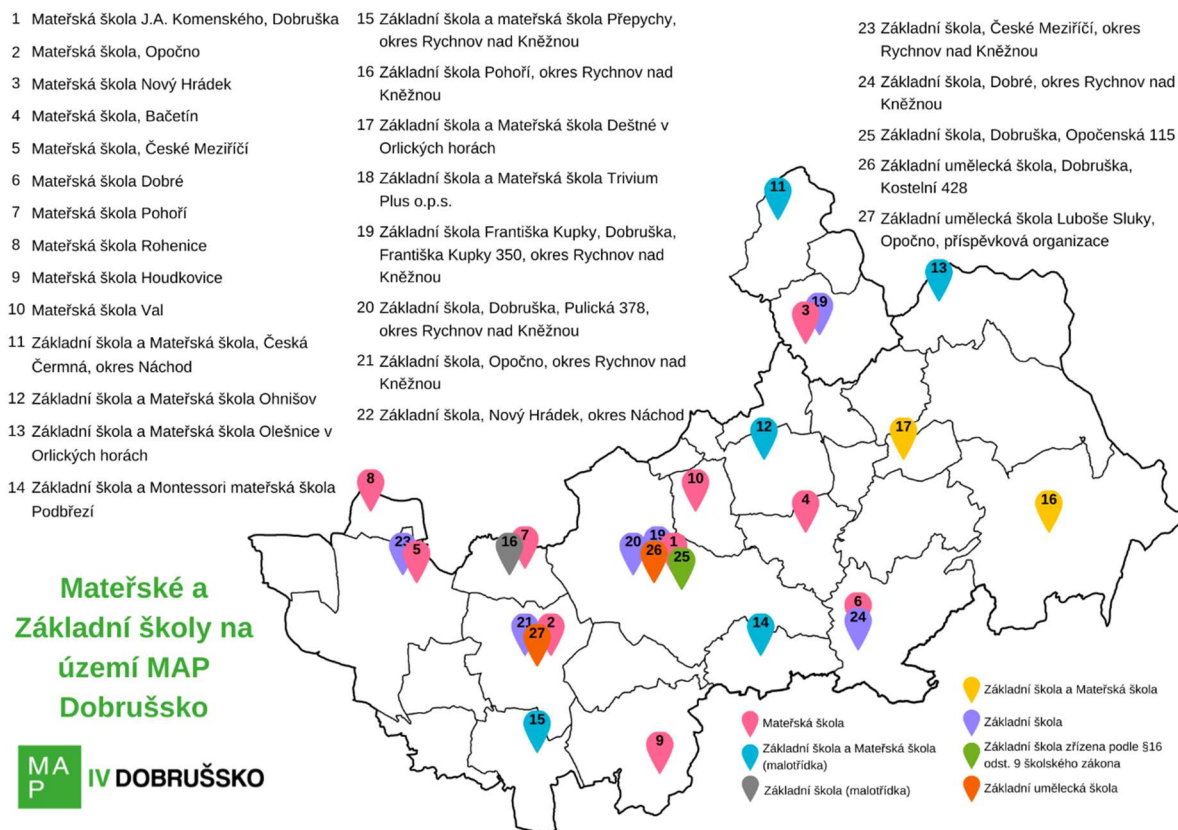 1 Mateřská škola J.A. Komenského, Dobruška
2 Mateřská škola, Opočno
3 Mateřská škola Nový Hrádek
4 Mateřská škola, Bačetín
5 Mateřská škola, České Meziříčí
6 Mateřská škola Dobré
7 Mateřská škola Pohoří
8 Mateřská škola Rohenice
9 Mateřská škola Houdkovice
10 Mateřská škola Val
11 Základní škola a Mateřská škola, Česká
Čermná, okres Náchod
12 Základní škola a Mateřská škola Ohnišov
13 Základní škola a Mateřská škola Olešnice v
Orlických horách
14 Základní škola a Montessori mateřská škola
Podbřezí
15 Základní škola a mateřská škola Přepychy,
okres Rychnov nad Kněžnou
16 Základní škola Pohoří, okres Rychnov nad
Kněžnou
17 Základní škola a Mateřská škola Deštné v
Orlických horách
18 Základní škola a Mateřská škola Trivium
Plus o.p.s.
19 Základní škola Františka Kupky, Dobruška,
Františka Kupky 350, okres Rychnov nad
Kněžnou
20 Základní škola, Dobruška, Pulická 378,
okres Rychnov nad Kněžnou
21 Základní škola, Opočno, okres Rychnov nad
Kněžnou
22 Základní škola, Nový Hrádek, okres Náchod
23 Základní škola, České Meziříčí, okres
Rychnov nad Kněžnou
24 Základní škola, Dobré, okres Rychnov nad
Kněžnou
25 Základní škola, Dobruška, Opočenská 115
26 Základní umělecká škola, Dobruška,
Kostelní 428
27 Základní umělecká škola Luboše Sluky,
Opočno, příspěvková organizace
11
13
3
19
12
17
8
10
4
16
23
5
16
7
20
19
1
26
25
6
24
21
2
27
14
15
9
Mateřské a
Základní školy na
území MAP
Dobrušsko
MA
P
IV DOBRUŠSKO
Mateřská škola
Základní škola a Mateřská škola
(malotřídka)
Základní škola (malotřídka)
Základní škola a Mateřská škola
Základní škola
Základní škola zřízena podle §16
odst. 9 školského zákona
Základní umělecká škola